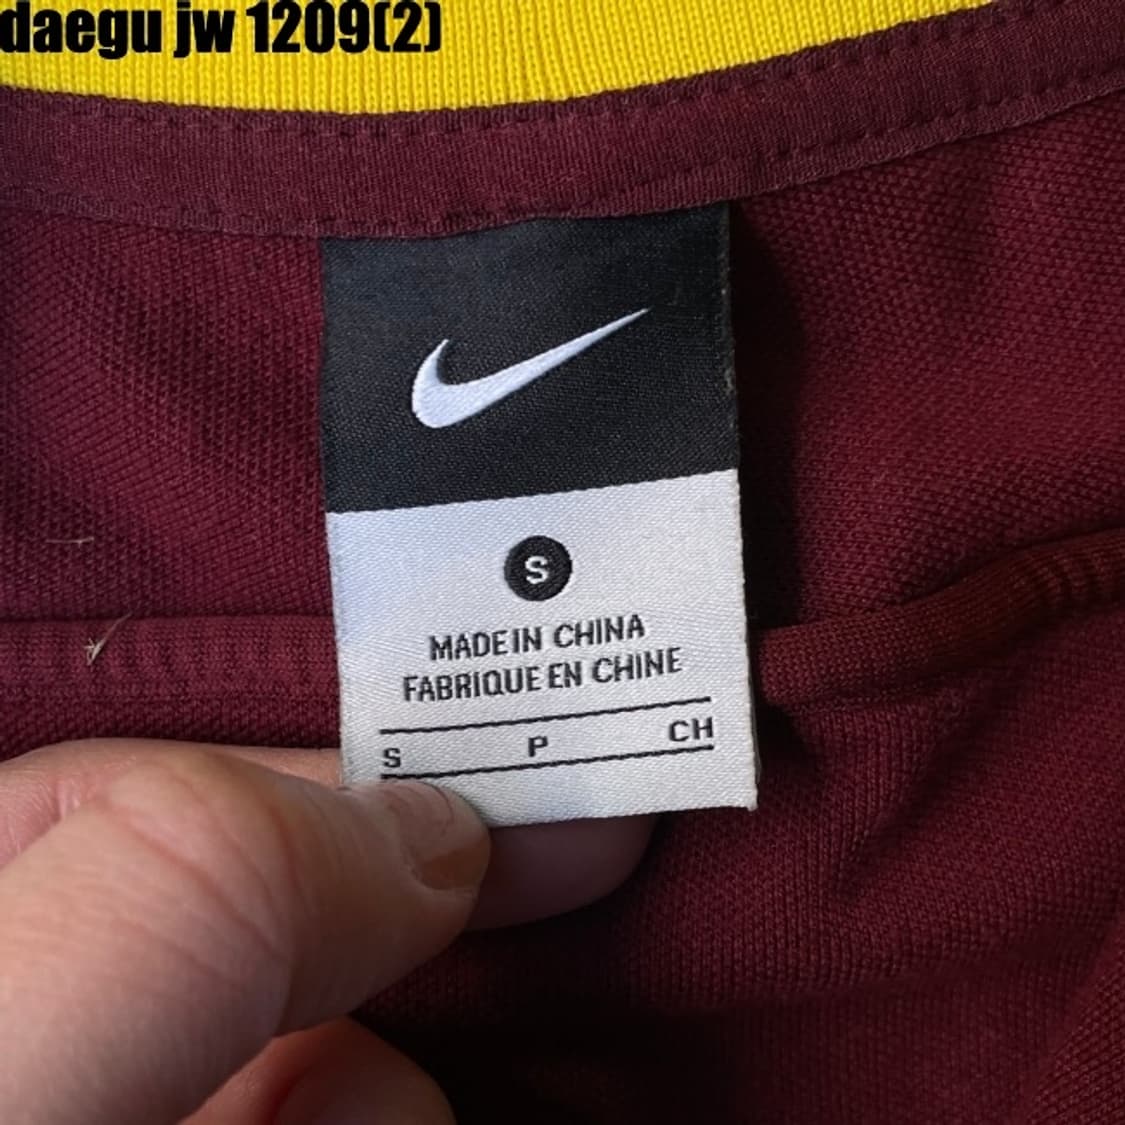 daegu jw 1209(2)
S
MADE IN CHINA
FABRIQUE EN CHINE
S P CH